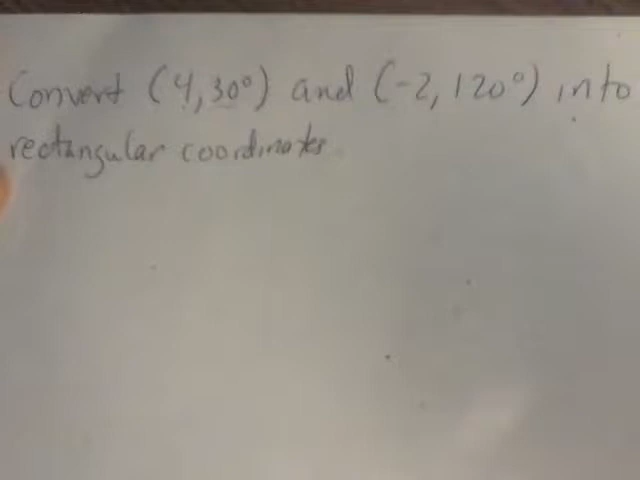 Convert (4, 30°) and (-2, 120°) into
rectangular coordinates